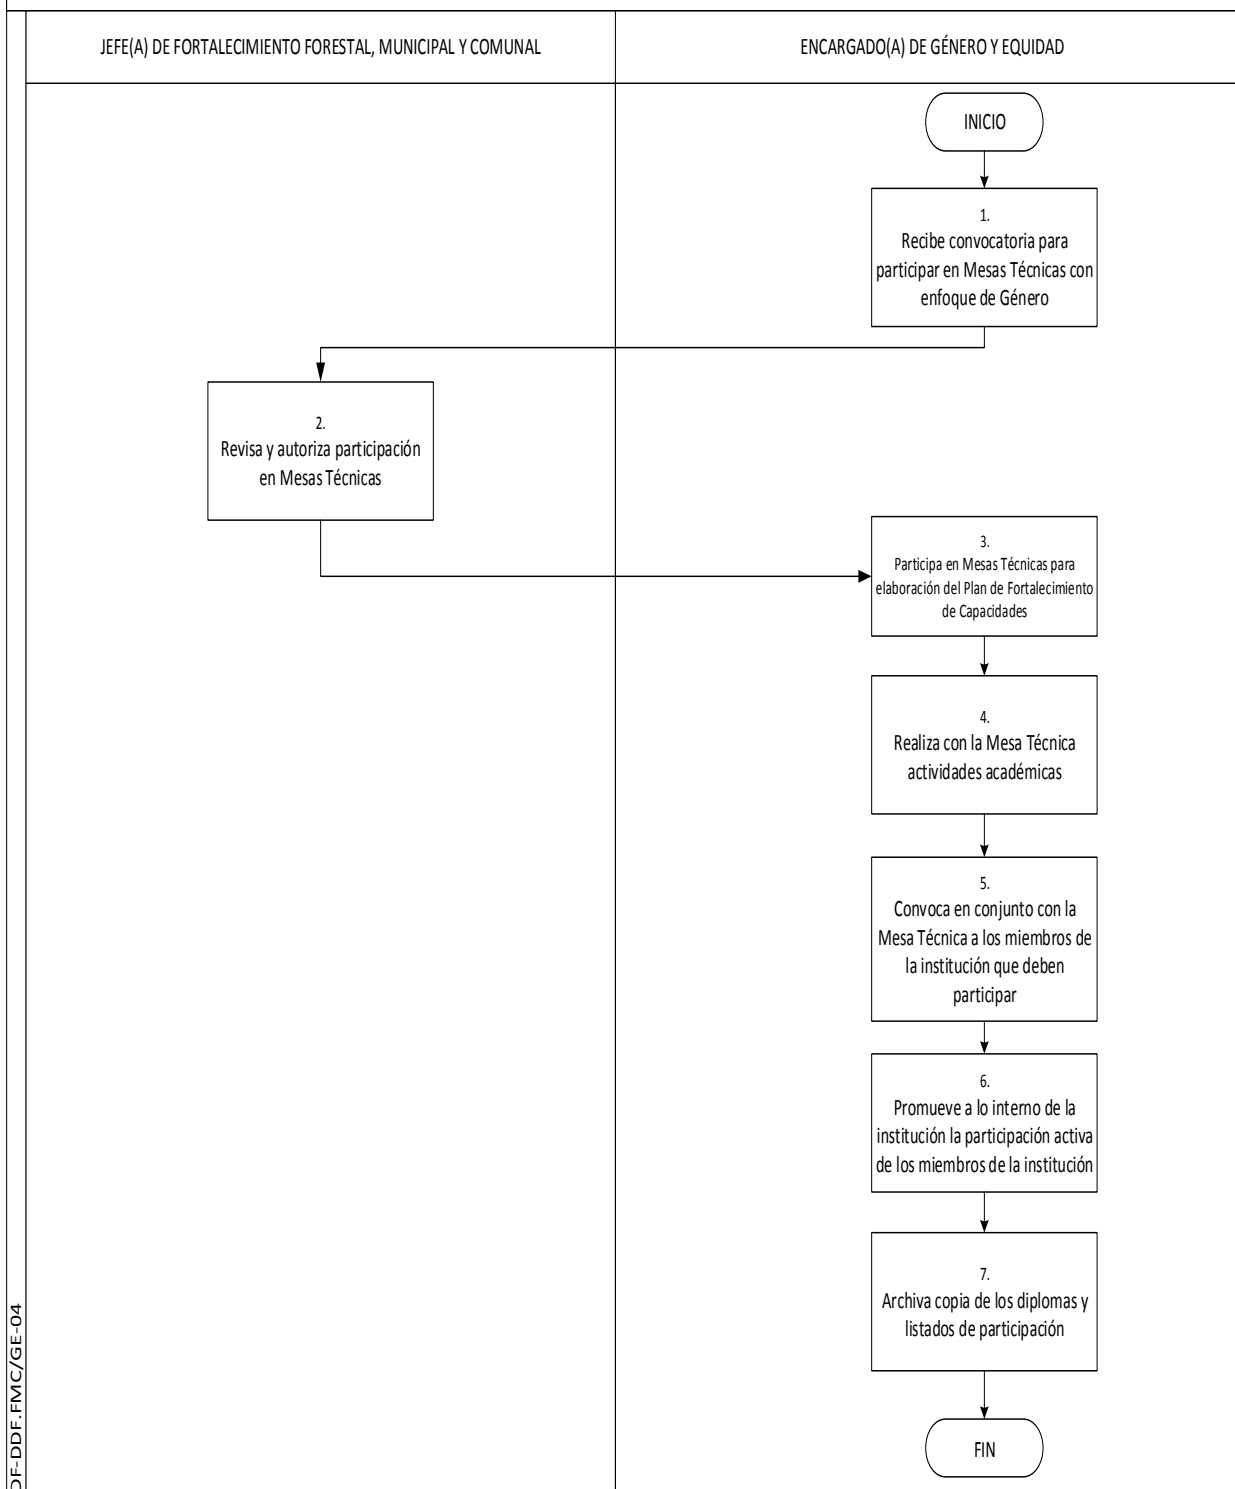 JEFE(A) DE FORTALECIMIENTO FORESTAL, MUNICIPAL Y COMUNAL
ENCARGADO(A) DE GÉNERO Y EQUIDAD
INICIO
1.
Recibe convocatoria para
participar en Mesas Técnicas con
enfoque de Género
2.
Revisa y autoriza participación
en Mesas Técnicas
3.
Participa en Mesas Técnicas para
elaboración del Plan de Fortalecimiento
de Capacidades
4.
Realiza con la Mesa Técnica
actividades académicas
5.
Convoca en conjunto con la
Mesa Técnica a los miembros de
la institución que deben
participar
6.
Promueve a lo interno de la
institución la participación activa
de los miembros de la institución
7.
Archiva copia de los diplomas y
listados de participación
FIN
DF-DDF.FMC/GE-04